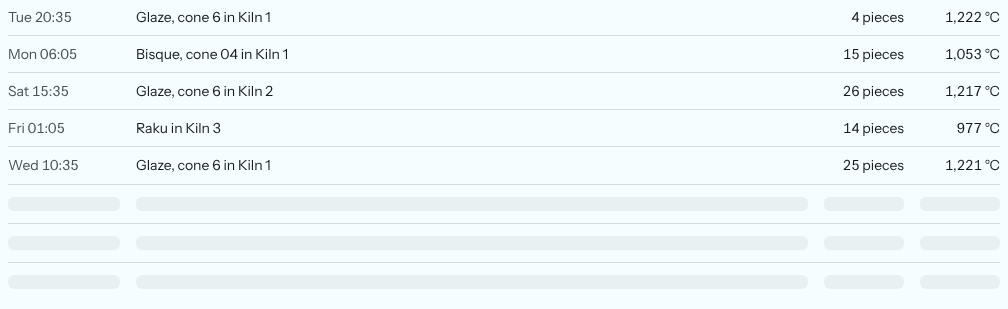 Tue 20:35 Glaze, cone 6 in Kiln 1 4 pieces 1,222 °C
Mon 06:05 Bisque, cone 04 in Kiln 1 15 pieces 1,053 °C
Sat 15:35 Glaze, cone 6 in Kiln 2 26 pieces 1,217 °C
Fri 01:05 Raku in Kiln 3 14 pieces 977 °C
Wed 10:35 Glaze, cone 6 in Kiln 1 25 pieces 1,221 °C